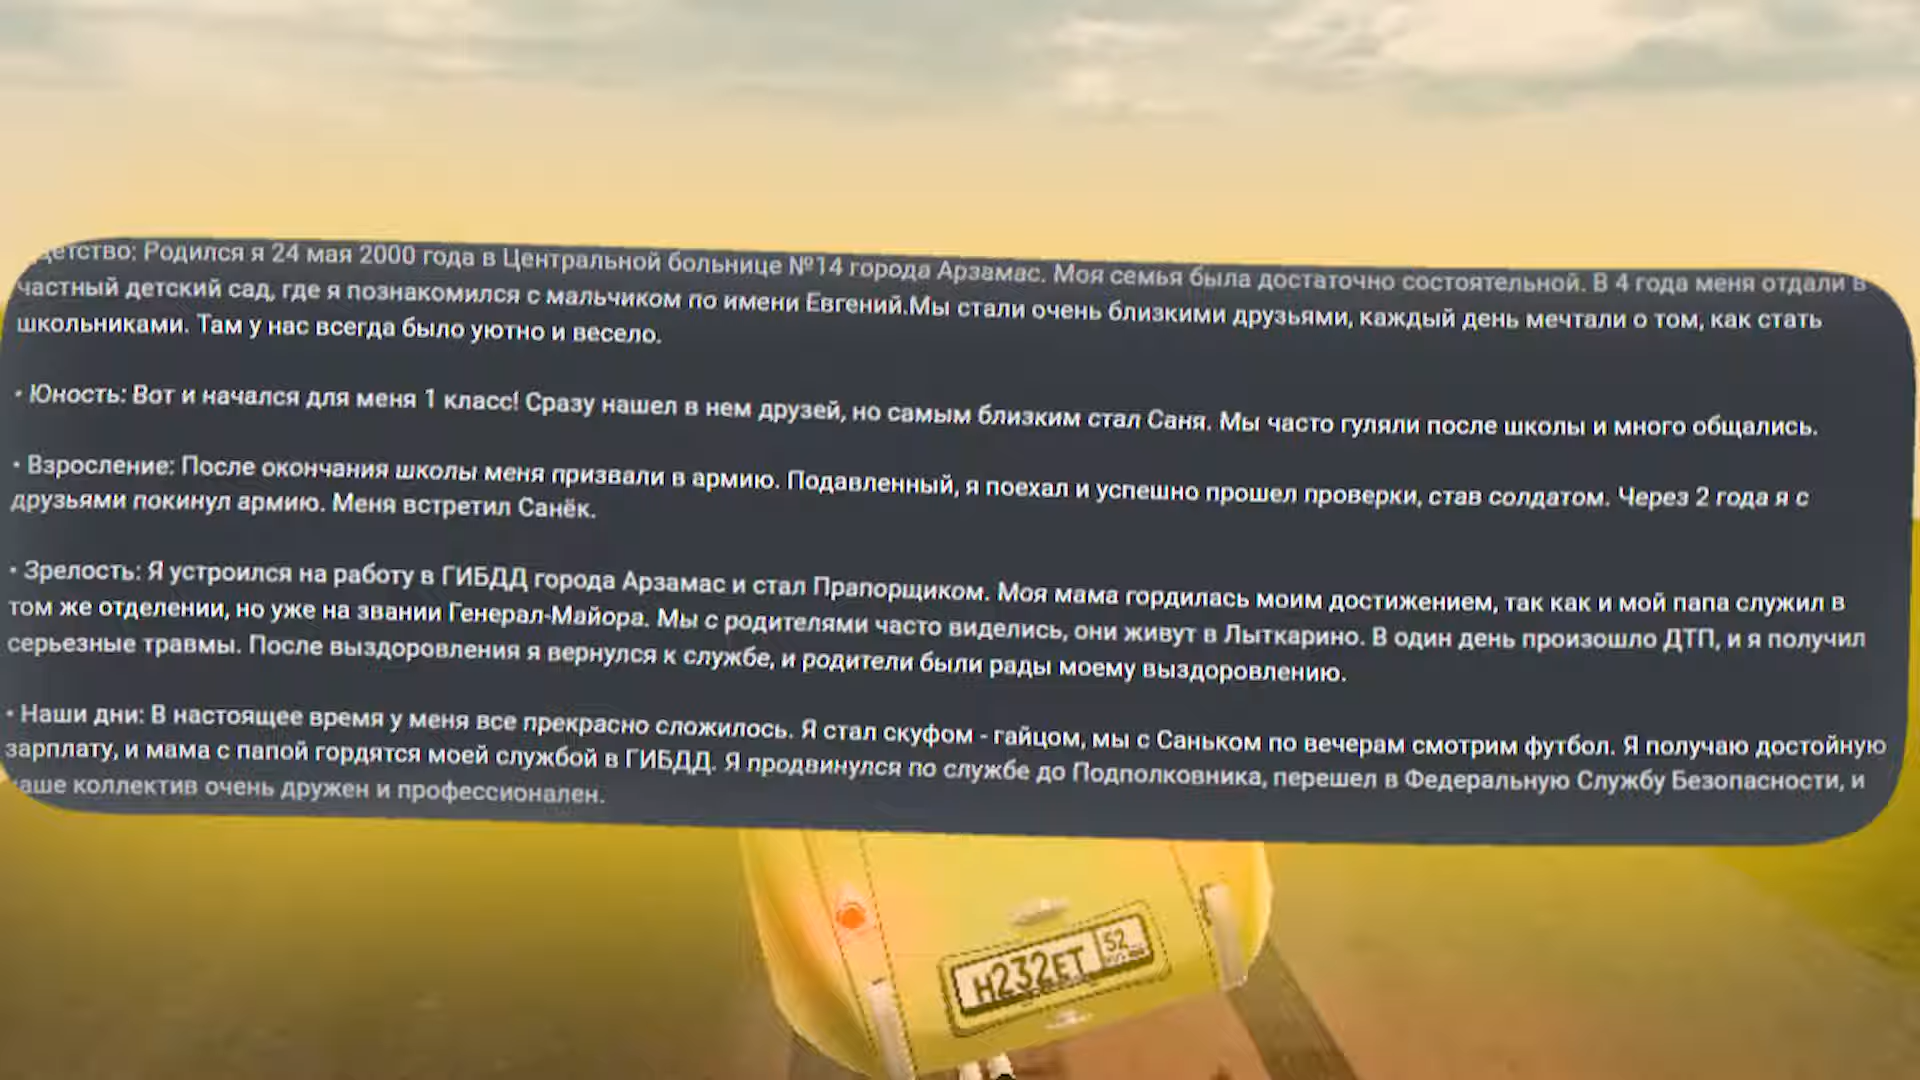 детство: Родился я 24 мая 2000 года в Центральной больнице №14 города Арзамас. Моя семья была достаточно состоятельной. В 4 года меня отдали в
частный детский сад, где я познакомился с мальчиком по имени Евгений.Мы стали очень близкими друзьями, каждый день мечтали о том, как стать
школьниками. Там у нас всегда было уютно и весело.
• Юность: Вот и начался для меня 1 класс! Сразу нашел в нем друзей, но самым близким стал Саня. Мы часто гуляли после школы и много общались.
• Взросление: После окончания школы меня призвали в армию. Подавленный, я поехал и успешно прошел проверки, став солдатом. Через 2 года я с
друзьями покинул армию. Меня встретил Санёк.
• Зрелость: Я устроился на работу в ГИБДД города Арзамас и стал Прапорщиком. Моя мама гордилась моим достижением, так как и мой папа служил в
том же отделении, но уже на звании Генерал-Майора. Мы с родителями часто виделись, они живут в Лыткарино. В один день произошло ДТП, и я получил
серьезные травмы. После выздоровления я вернулся к службе, и родители были рады моему выздоровлению.
• Наши дни: В настоящее время у меня все прекрасно сложилось. Я стал скуфом - гайцом, мы с Саньком по вечерам смотрим футбол. Я получаю достойную
зарплату, и мама с папой гордятся моей службой в ГИБДД. Я продвинулся по службе до Подполковника, перешел в Федеральную Службу Безопасности, и
наше коллектив очень дружен и профессионален.
Н232ЕТ 52